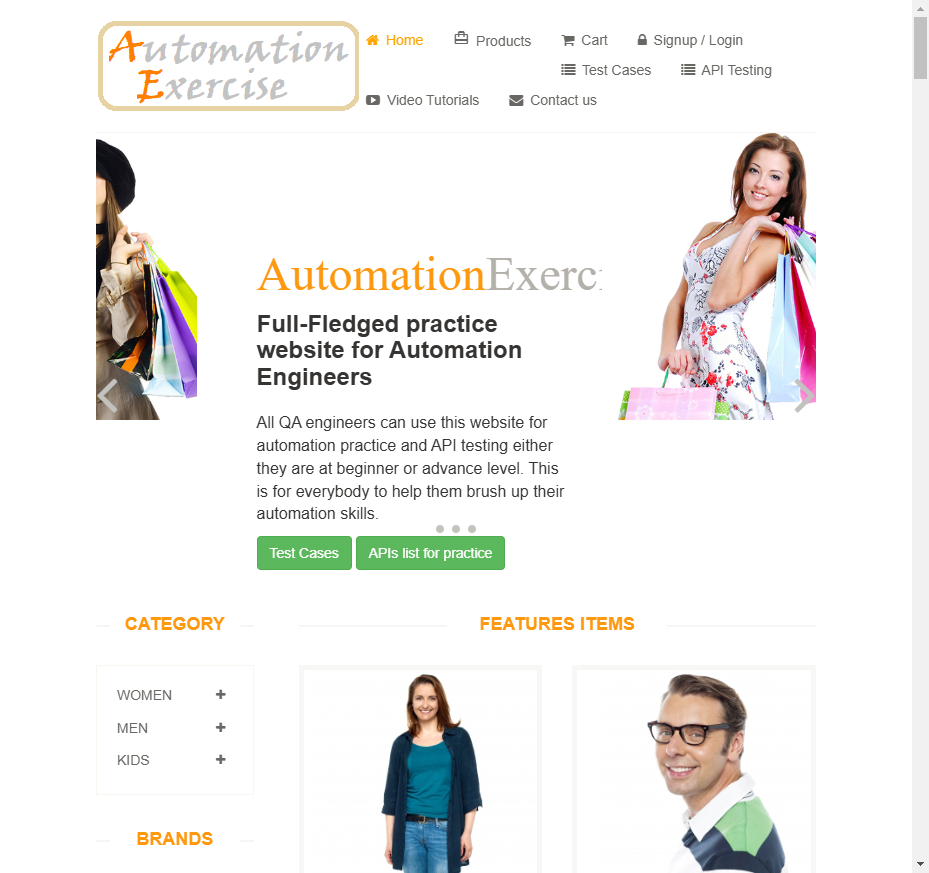 Automation
Exercise
Home
Products
Cart
Signup / Login
Test Cases
API Testing
Video Tutorials
Contact us
AutomationExerc
Full-Fledged practice
website for Automation
Engineers
All QA engineers can use this website for
automation practice and API testing either
they are at beginner or advance level. This
is for everybody to help them brush up their
automation skills.
Test Cases
APIs list for practice
CATEGORY
FEATURES ITEMS
WOMEN
MEN
KIDS
BRANDS